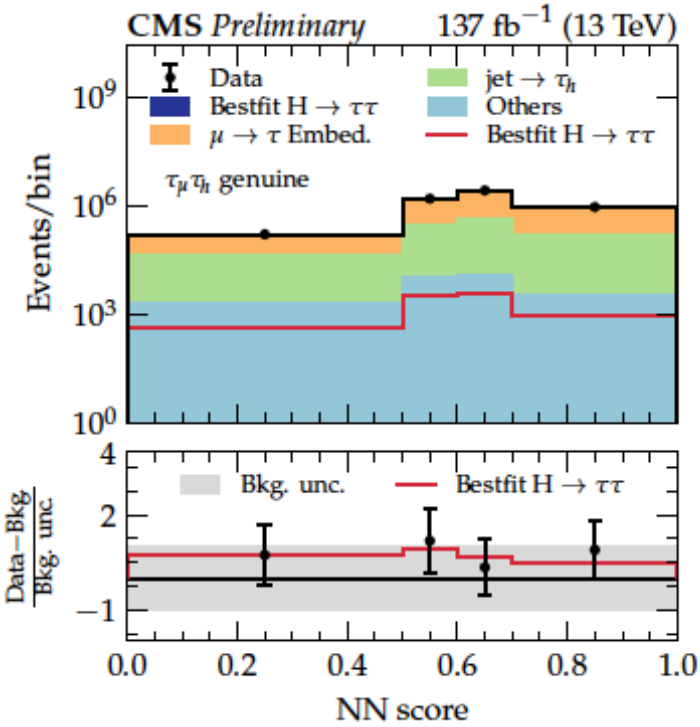 CMS Preliminary 137 fb⁻¹ (13 TeV)
Data
jet → τₕ
Bestfit H → ττ
Others
μ → τ Embed.
Bestfit H → ττ
τ_μτₕ genuine
Events/bin
10⁹
10⁶
10³
10⁰
Bkg. unc.
Bestfit H → ττ
Data−Bkg.
Bkg. unc.
4
2
−1
0.0 0.2 0.4 0.6 0.8 1.0
NN score